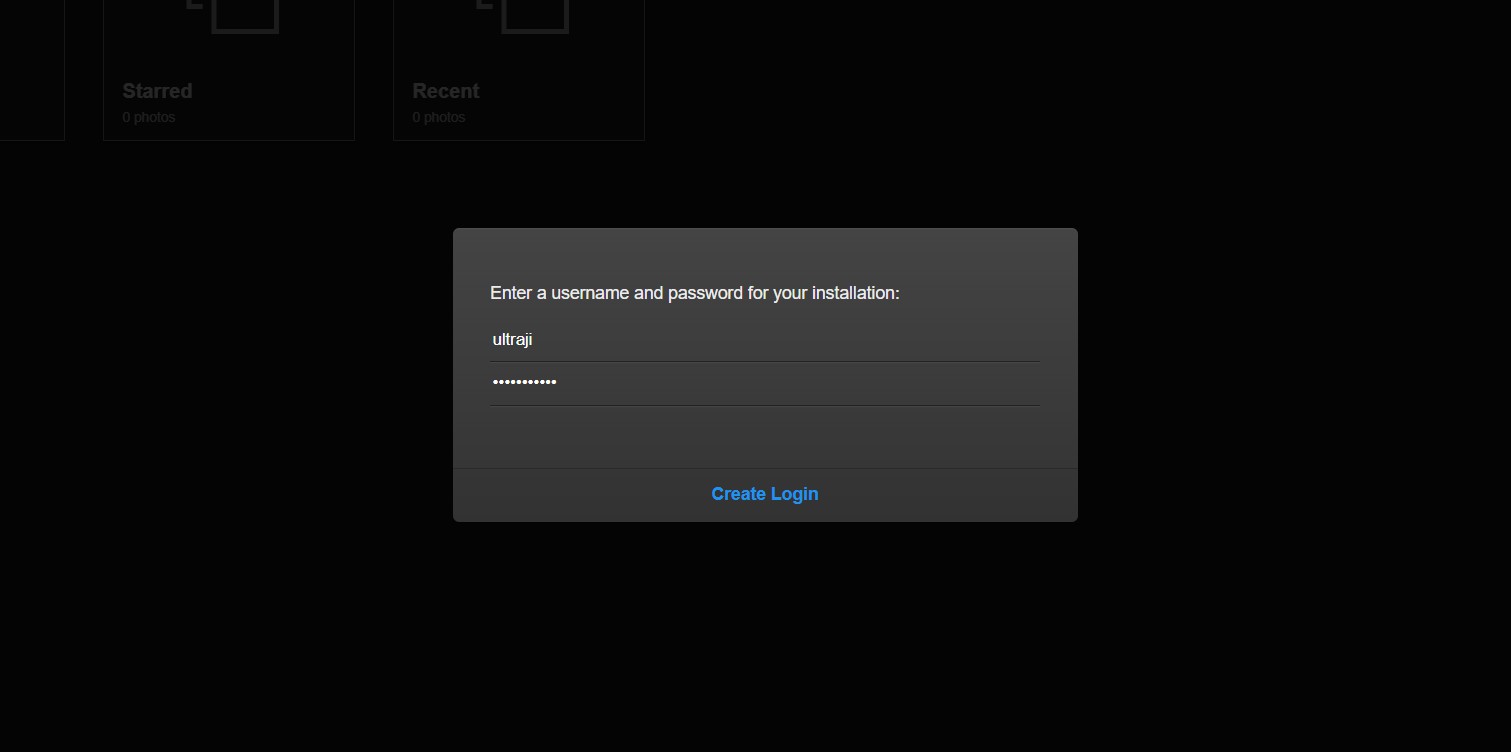 Starred
0 photos
Recent
0 photos
Enter a username and password for your installation:
ultraji
•••••••••••
Create Login